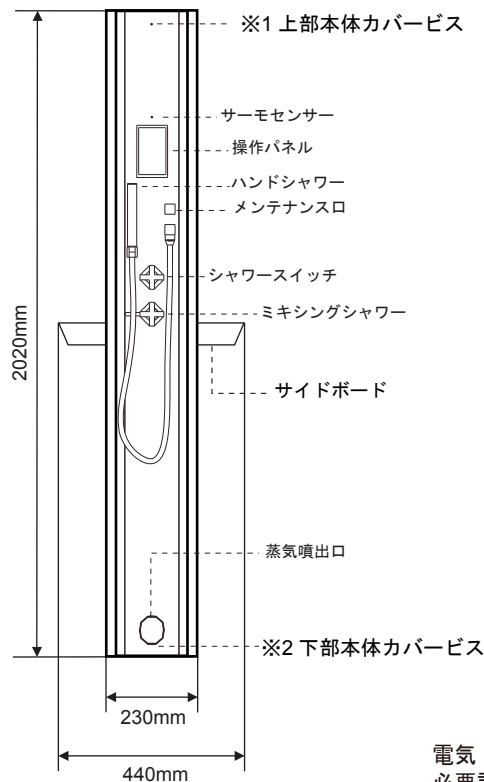 ※1 上部本体カバービス
サーモセンサー
操作パネル
ハンドシャワー
メンテナンス口
シャワースイッチ
ミキシングシャワー
2020mm
サイドボード
蒸気噴出口
※2 下部本体カバービス
230mm
440mm
電気